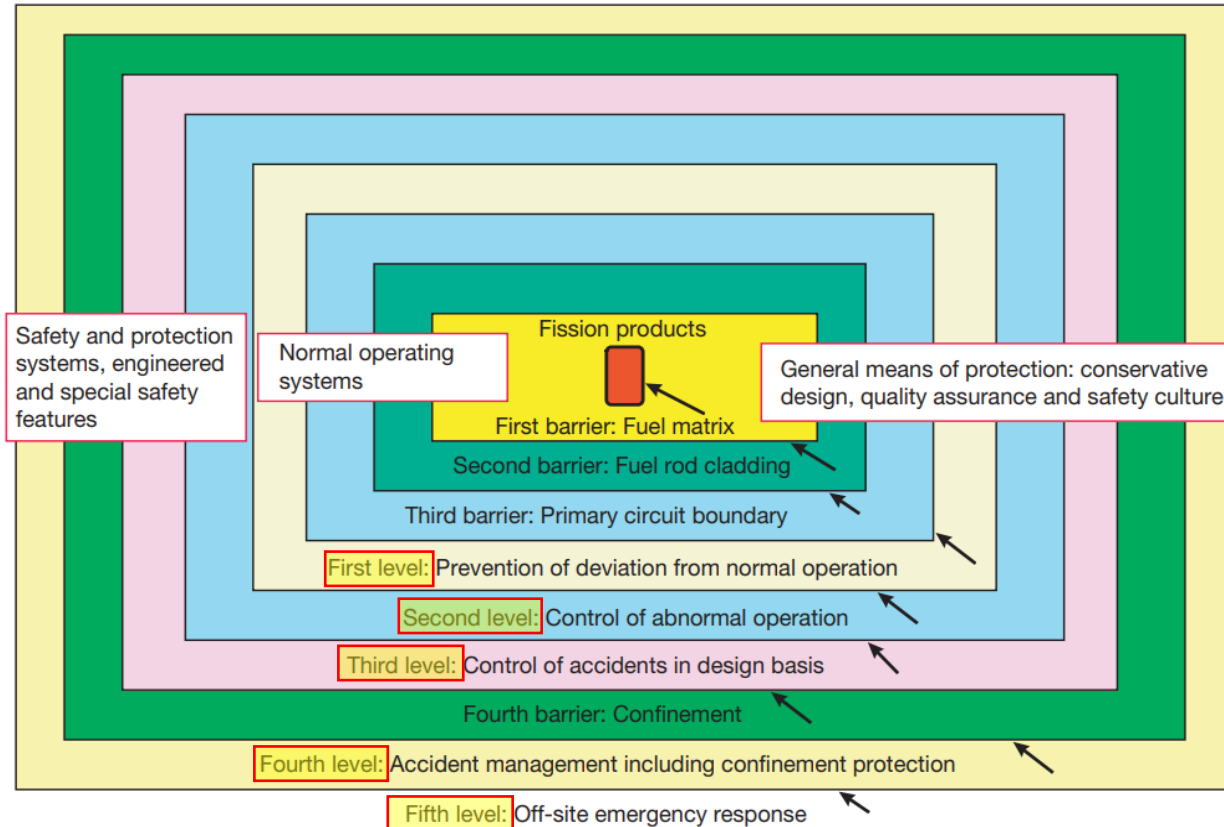 Safety and protection
systems, engineered
and special safety
features
Normal operating
systems
General means of protection: conservative
design, quality assurance and safety culture
Fission products
First barrier: Fuel matrix
Second barrier: Fuel rod cladding
Third barrier: Primary circuit boundary
First level: Prevention of deviation from normal operation
Second level: Control of abnormal operation
Third level: Control of accidents in design basis
Fourth barrier: Confinement
Fourth level: Accident management including confinement protection
Fifth level: Off-site emergency response